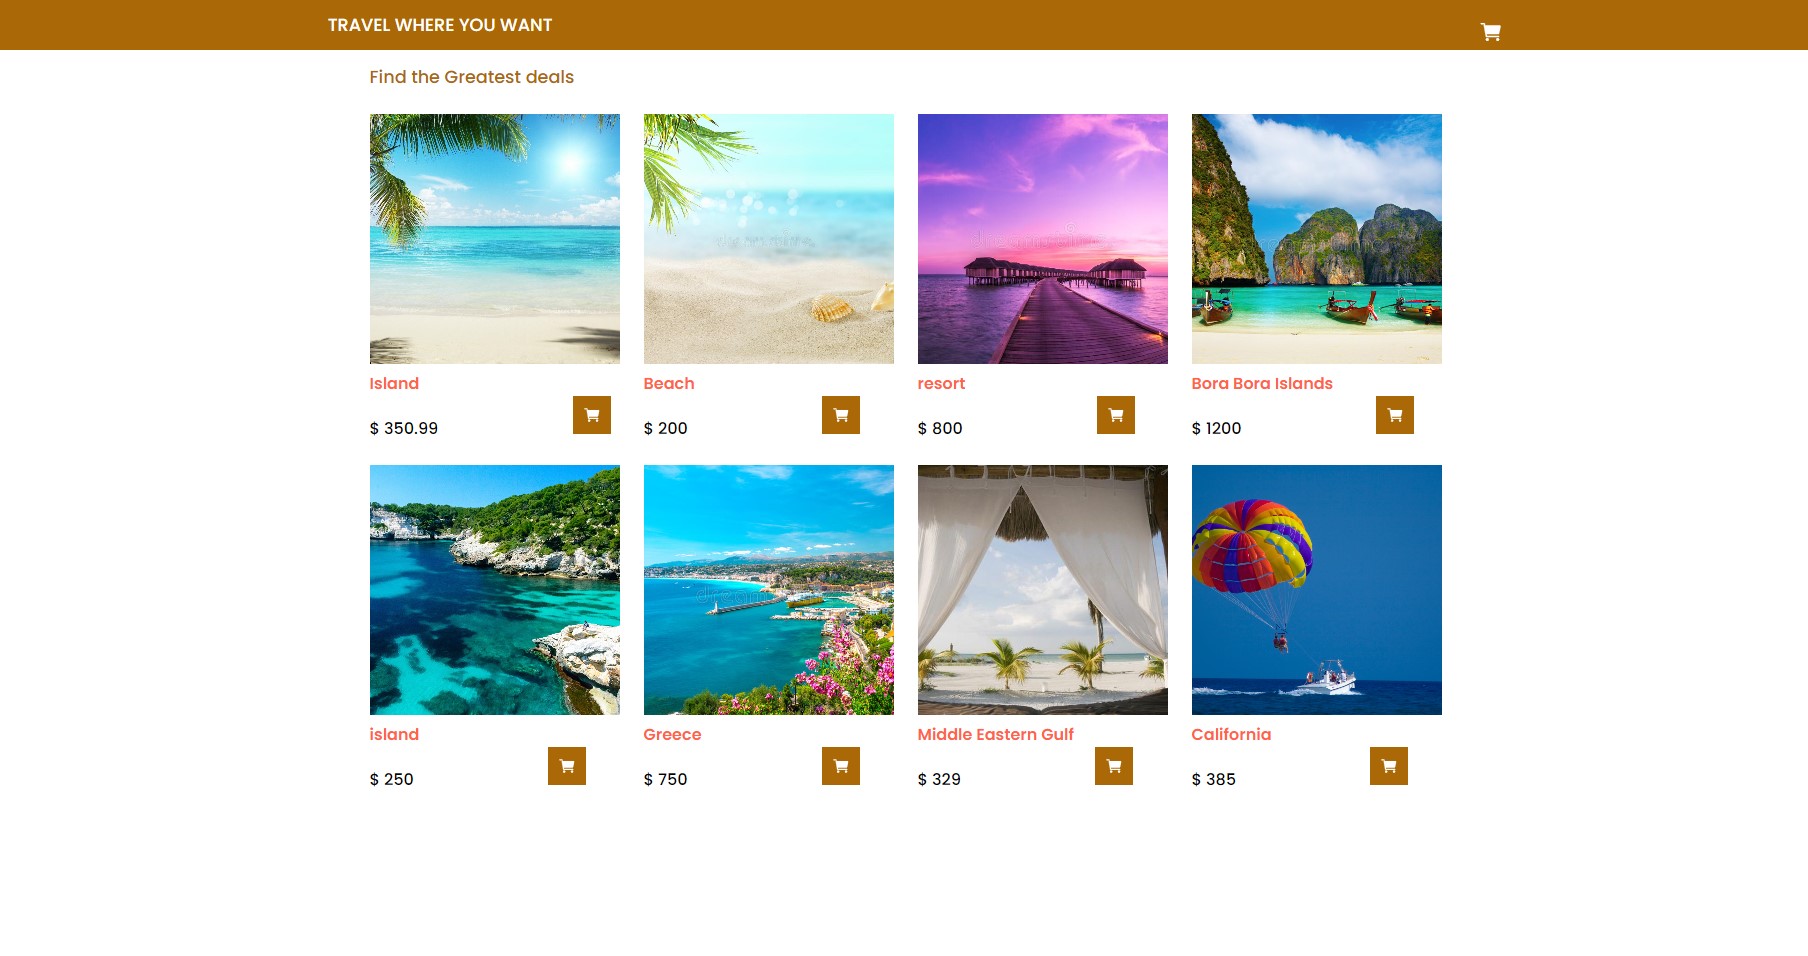 TRAVEL WHERE YOU WANT
Find the Greatest deals
Island
$ 350.99
Beach
$ 200
resort
$ 800
Bora Bora Islands
$ 1200
island
$ 250
Greece
$ 750
Middle Eastern Gulf
$ 329
California
$ 385